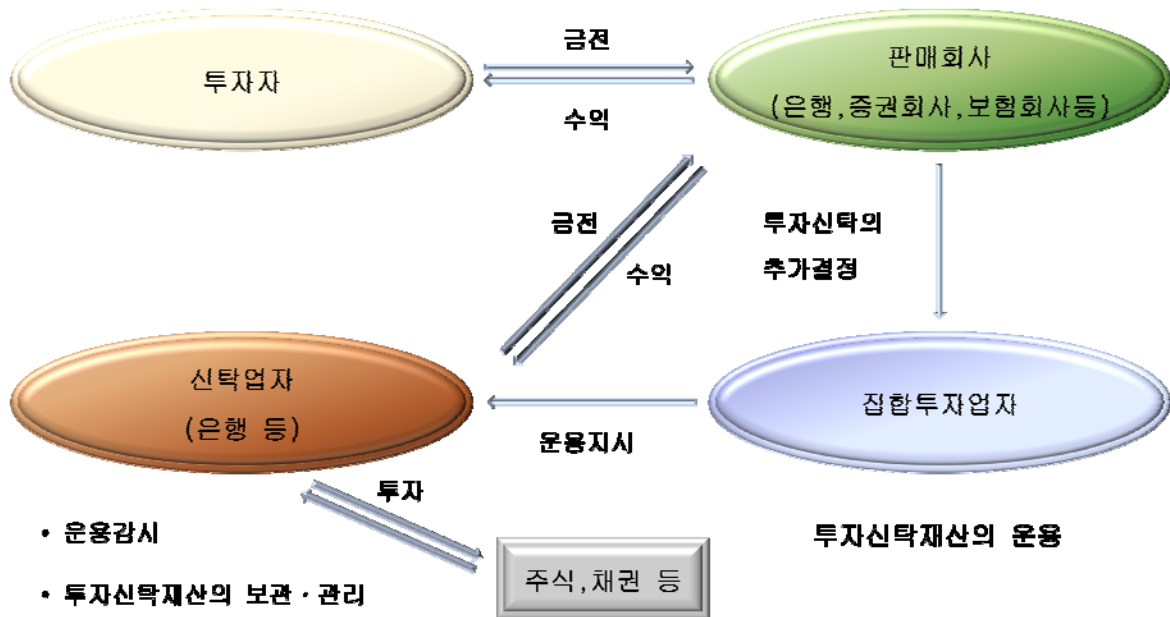 금전
투자자
판매회사
(은행,증권회사,보험회사등)
수익
금전
수익
투자신탁의
추가결정
신탁업자
(은행 등)
집합투자업자
운용지시
투자
• 운용감시
• 투자신탁재산의 보관·관리
주식,채권 등
투자신탁재산의 운용